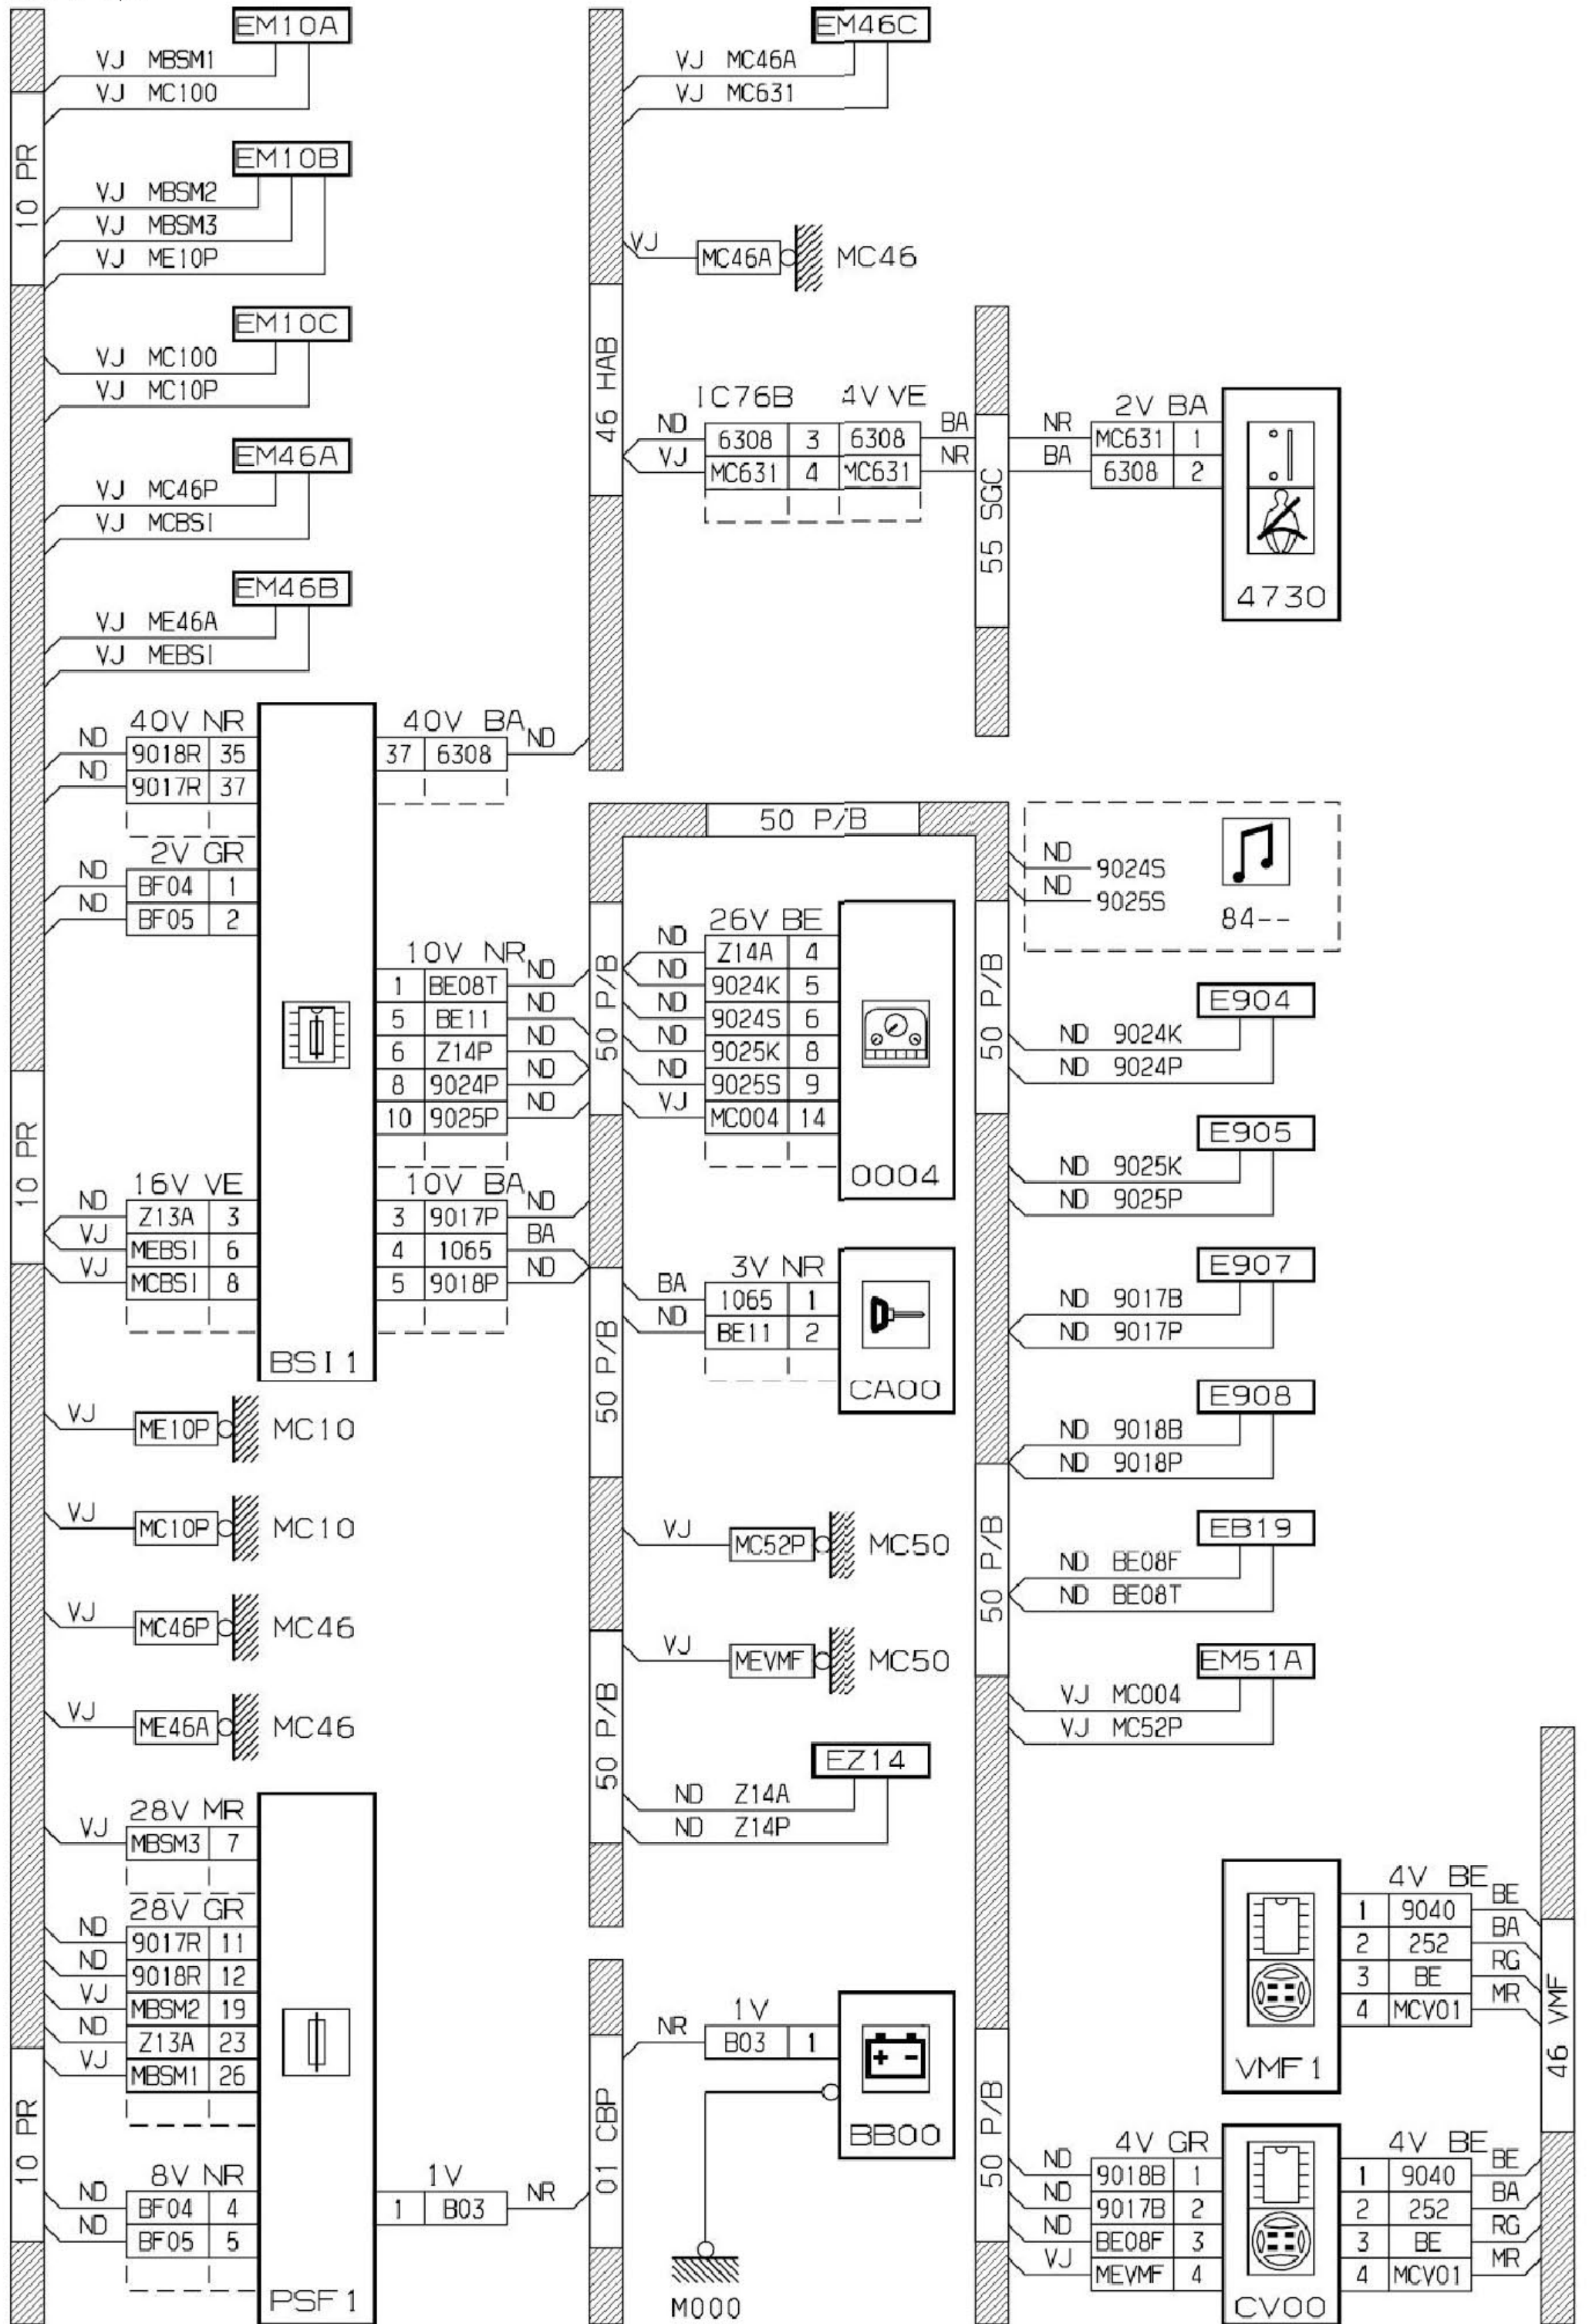 EM10A
VJ MBSM1
VJ MC100
10 PR
EM10B
VJ MBSM2
VJ MBSM3
VJ ME10P
EM10C
VJ MC100
VJ MC10P
EM46A
VJ MC46P
VJ MCBSI
EM46B
VJ ME46A
VJ MEBSI
40V NR
ND 9018R 35
ND 9017R 37
2V GR
ND BF04 1
ND BF05 2
10 PR
16V VE
ND Z13A 3
VJ MEBSI 6
VJ MCBSI 8
40V BA
37 6308 ND
10V NR
1 BE08T ND
5 BE11 ND
6 Z14P ND
8 9024P ND
10 9025P ND
10V BA
3 9017P ND
4 1065 BA
5 9018P ND
BSI1
VJ ME10P MC10
VJ MC10P MC10
VJ MC46P MC46
VJ ME46A MC46
28V MR
VJ MBSM3 7
28V GR
ND 9017R 11
ND 9018R 12
VJ MBSM2 19
ND Z13A 23
VJ MBSM1 26
10 PR
8V NR
ND BF04 4
ND BF05 5
1V
1 B03 NR
PSF1
EM46C
VJ MC46A
VJ MC631
VJ MC46A MC46
46 HAB
IC76B 4V VE
ND 6308 3 6308 BA
VJ MC631 4 MC631 NR
55 SGC
2V BA
NR MC631 1
BA 6308 2
4730
50 P/B
50 P/B
26V BE
ND Z14A 4
ND 9024K 5
ND 9024S 6
ND 9025K 8
ND 9025S 9
VJ MC004 14
0004
50 P/B
3V NR
BA 1065 1
ND BE11 2
CA00
VJ MC52P MC50
50 P/B
VJ MEVMF MC50
EZ14
ND Z14A
ND Z14P
01 CBP
1V
NR B03 1
+ -
BB00
M000
ND 9024S
ND 9025S
84--
50 P/B
E904
ND 9024K
ND 9024P
E905
ND 9025K
ND 9025P
E907
ND 9017B
ND 9017P
E908
ND 9018B
ND 9018P
50 P/B
EB19
ND BE08F
ND BE08T
EM51A
VJ MC004
VJ MC52P
4V BE
1 9040 BE
2 252 BA
3 BE RG
4 MCV01 MR
VMF1
46 VMF
50 P/B
4V GR
ND 9018B 1
ND 9017B 2
ND BE08F 3
VJ MEVMF 4
4V BE
1 9040 BE
2 252 BA
3 BE RG
4 MCV01 MR
CV00